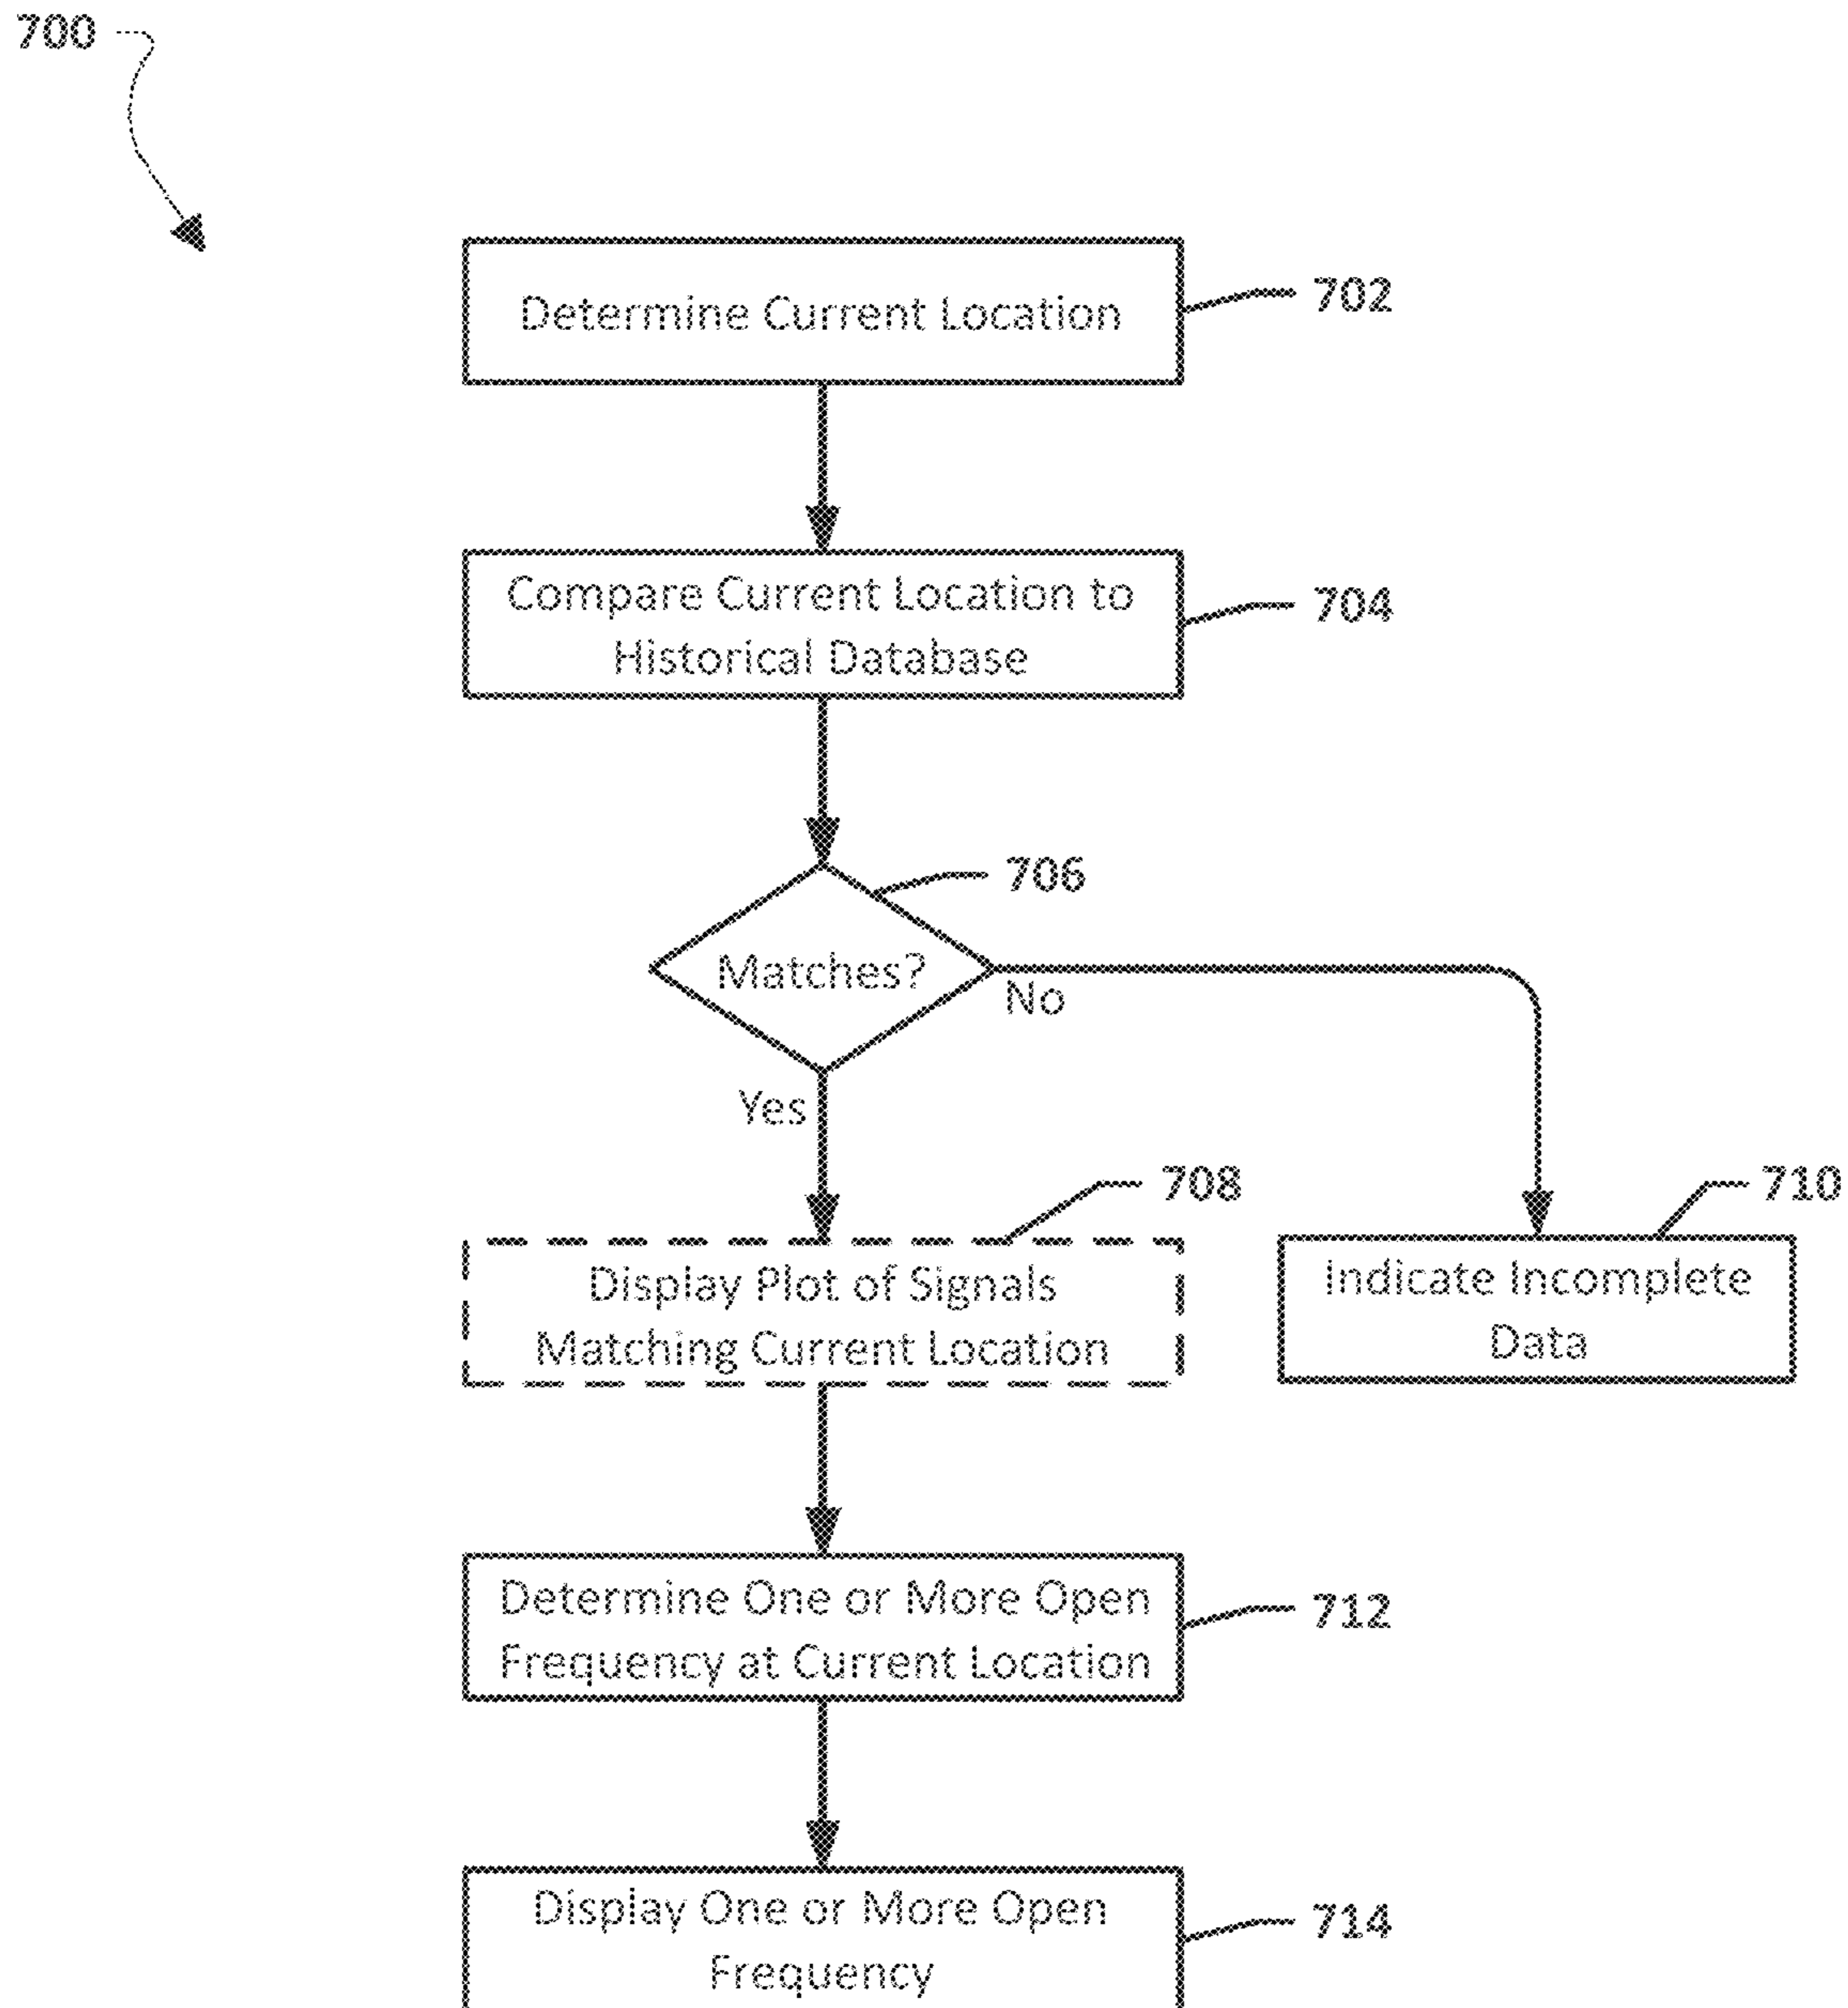 700
Determine Current Location
702
Compare Current Location to
Historical Database
704
706
Matches?
No
Yes
708
710
Display Plot of Signals
Matching Current Location
Indicate Incomplete
Data
Determine One or More Open
Frequency at Current Location
712
Display One or More Open
Frequency
714